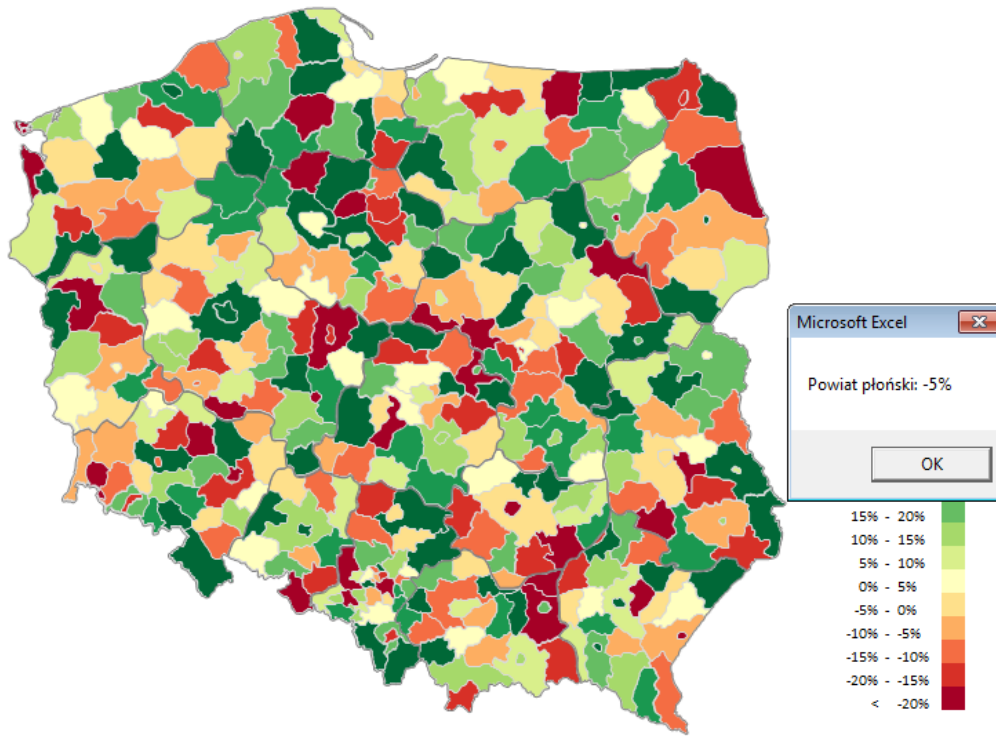 Microsoft Excel
Powiat płoński: -5%
OK
15% - 20%
10% - 15%
5% - 10%
0% - 5%
-5% - 0%
-10% - -5%
-15% - -10%
-20% - -15%
< -20%